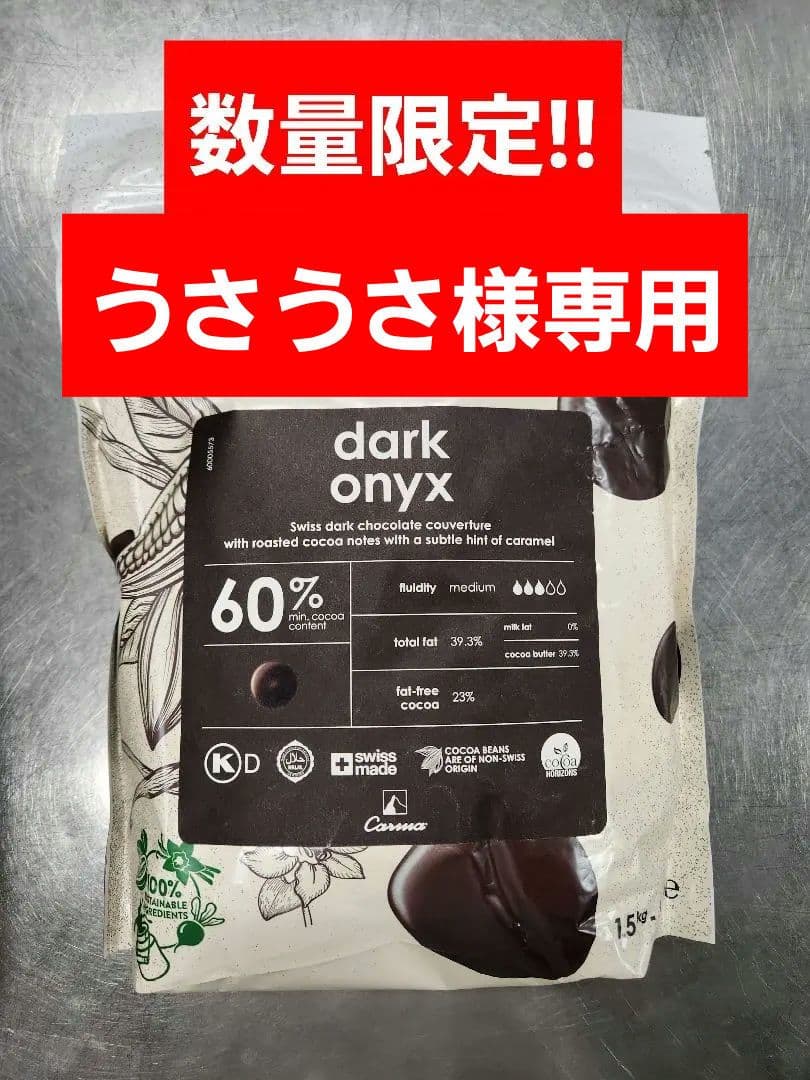 数量限定!!
うさうさ様専用
60005573
dark
onyx
Swiss dark chocolate couverture
with roasted cocoa notes with a subtle hint of caramel
60%
min. cocoa
content
fluidity medium
total fat 39.3%
milk fat 0%
cocoa butter 39.3%
fat-free
cocoa
23%
K D
swiss
made
COCOA BEANS
ARE OF NON-SWISS
ORIGIN
cocoa
HORIZONS
Carma
100%
1.5 kg - e